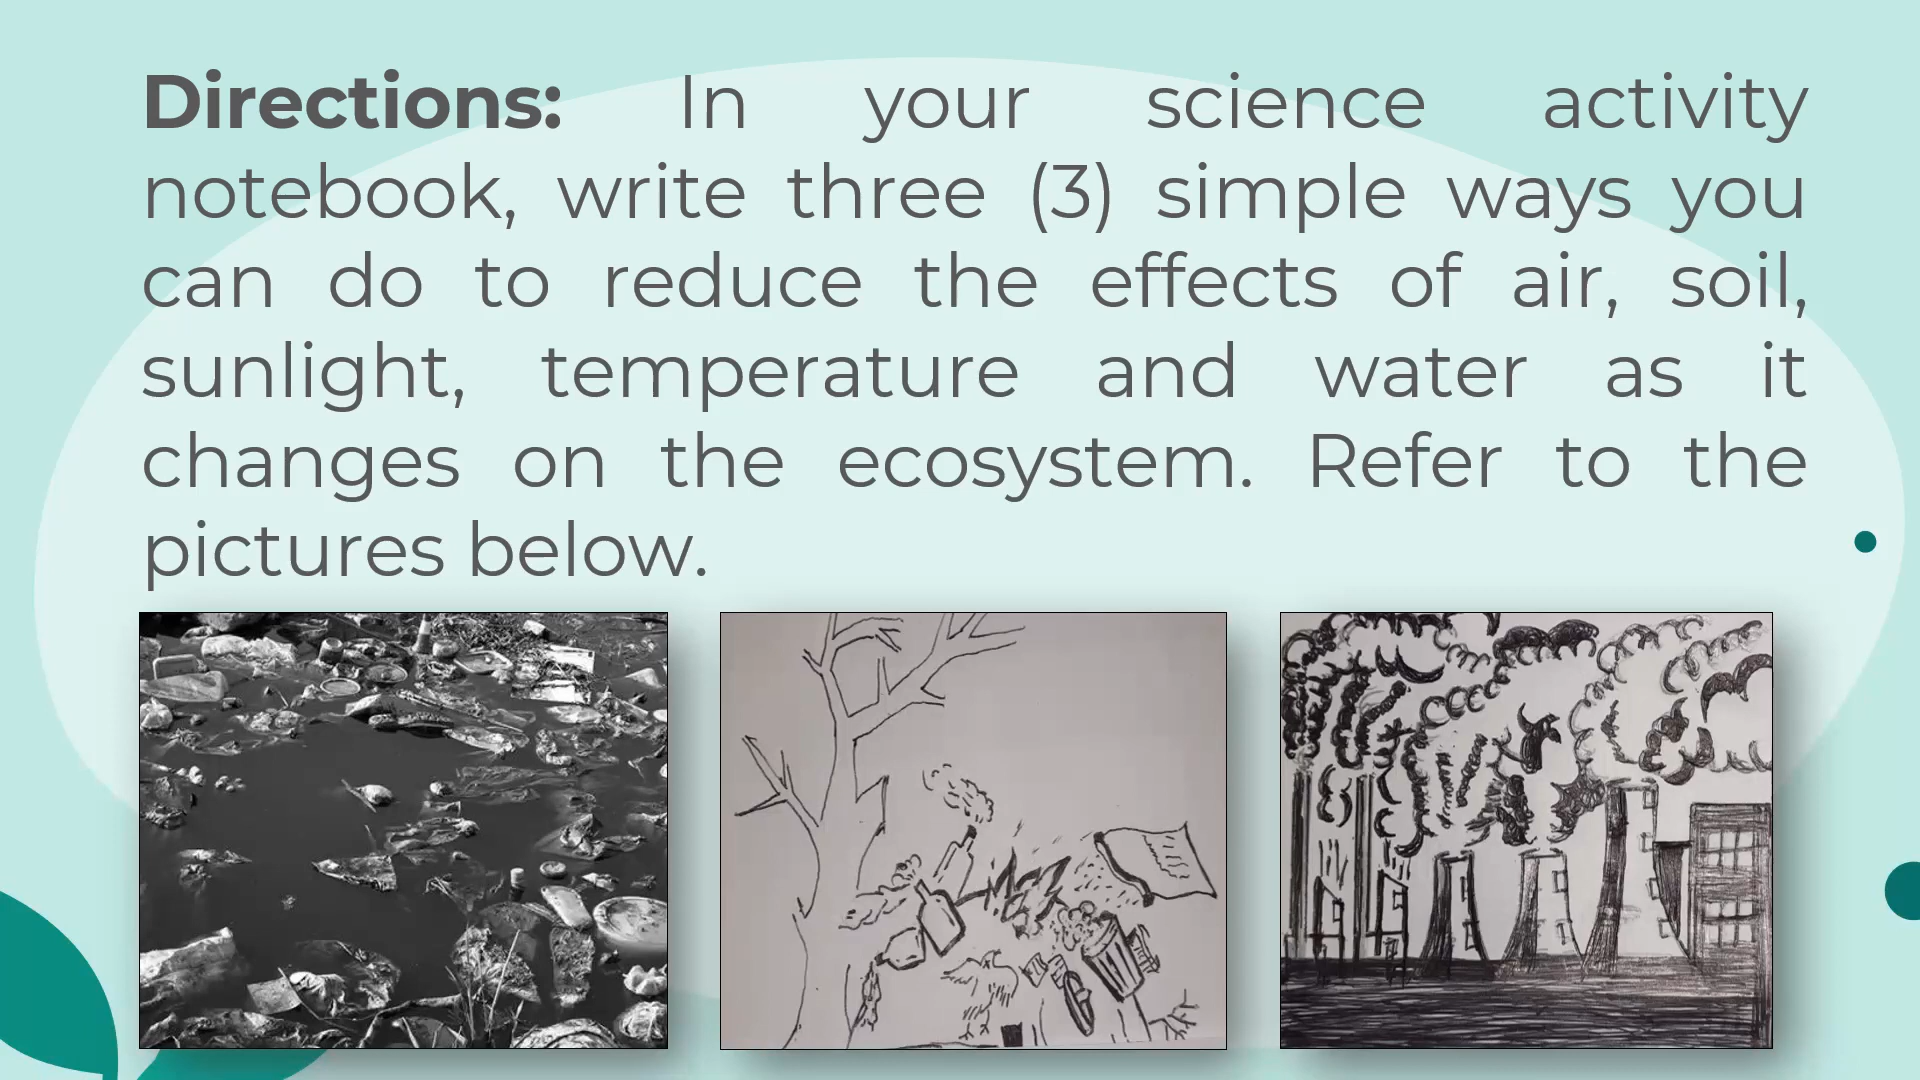 Directions: In your science activity
notebook, write three (3) simple ways you
can do to reduce the effects of air, soil,
sunlight, temperature and water as it
changes on the ecosystem. Refer to the
pictures below.